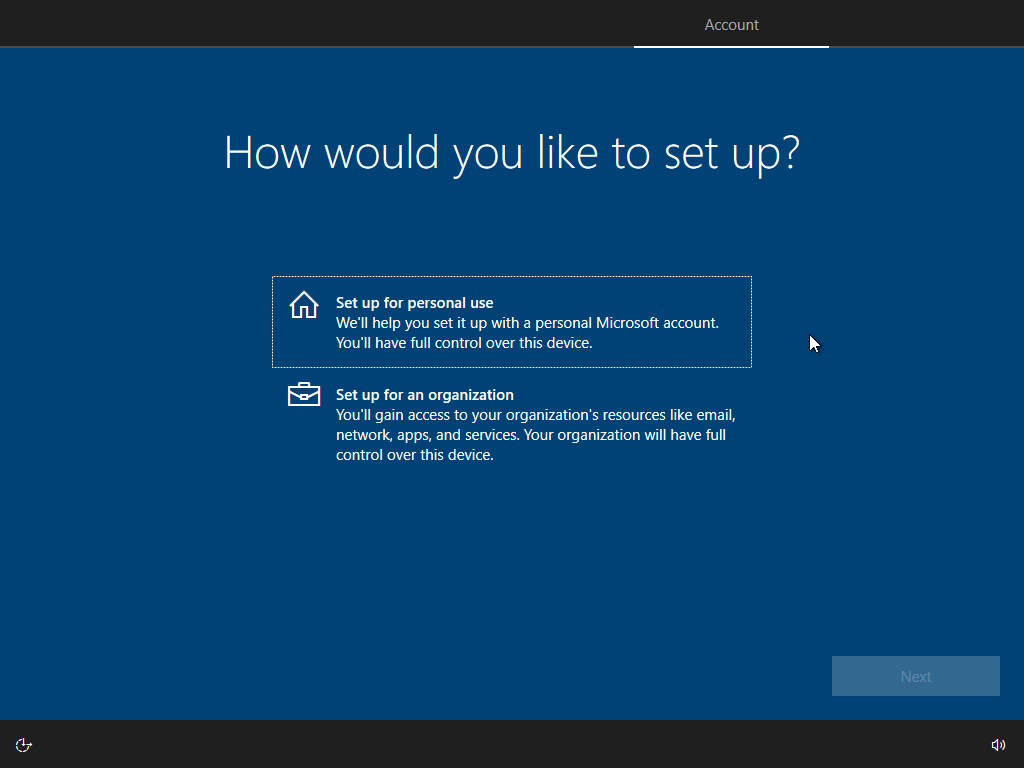 Account
How would you like to set up?
Set up for personal use
We'll help you set it up with a personal Microsoft account.
You'll have full control over this device.
Set up for an organization
You'll gain access to your organization's resources like email,
network, apps, and services. Your organization will have full
control over this device.
Next